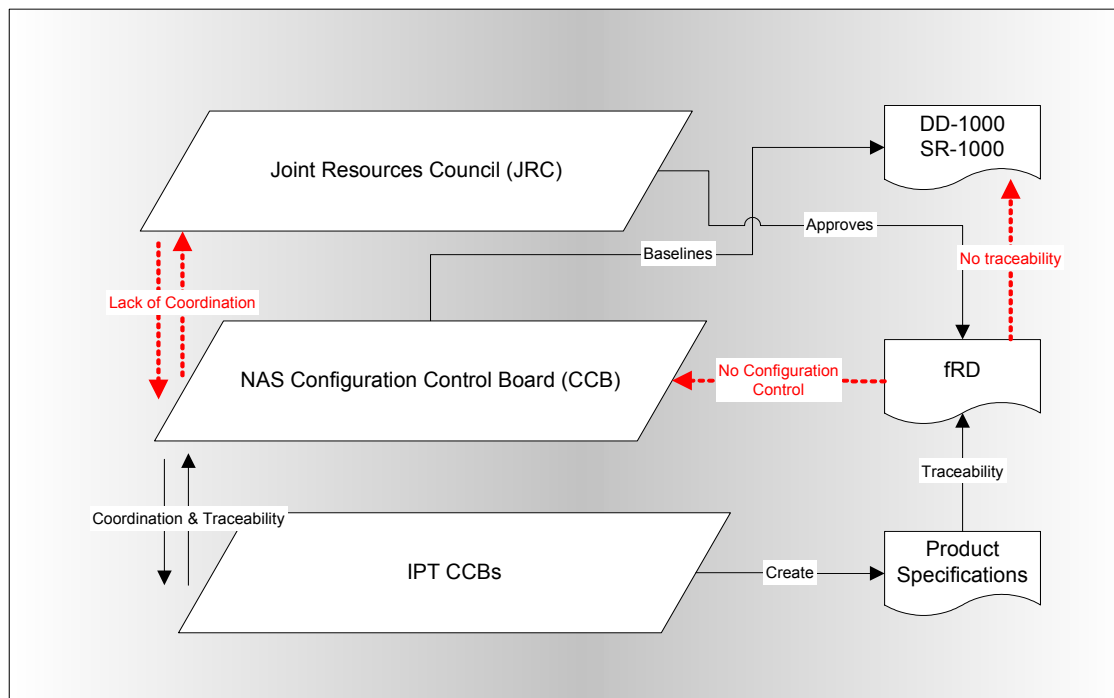 DD-1000
SR-1000
Joint Resources Council (JRC)
Approves
Baselines
No traceability
Lack of Coordination
NAS Configuration Control Board (CCB)
No Configuration
Control
fRD
Traceability
Coordination & Traceability
IPT CCBs
Create
Product
Specifications